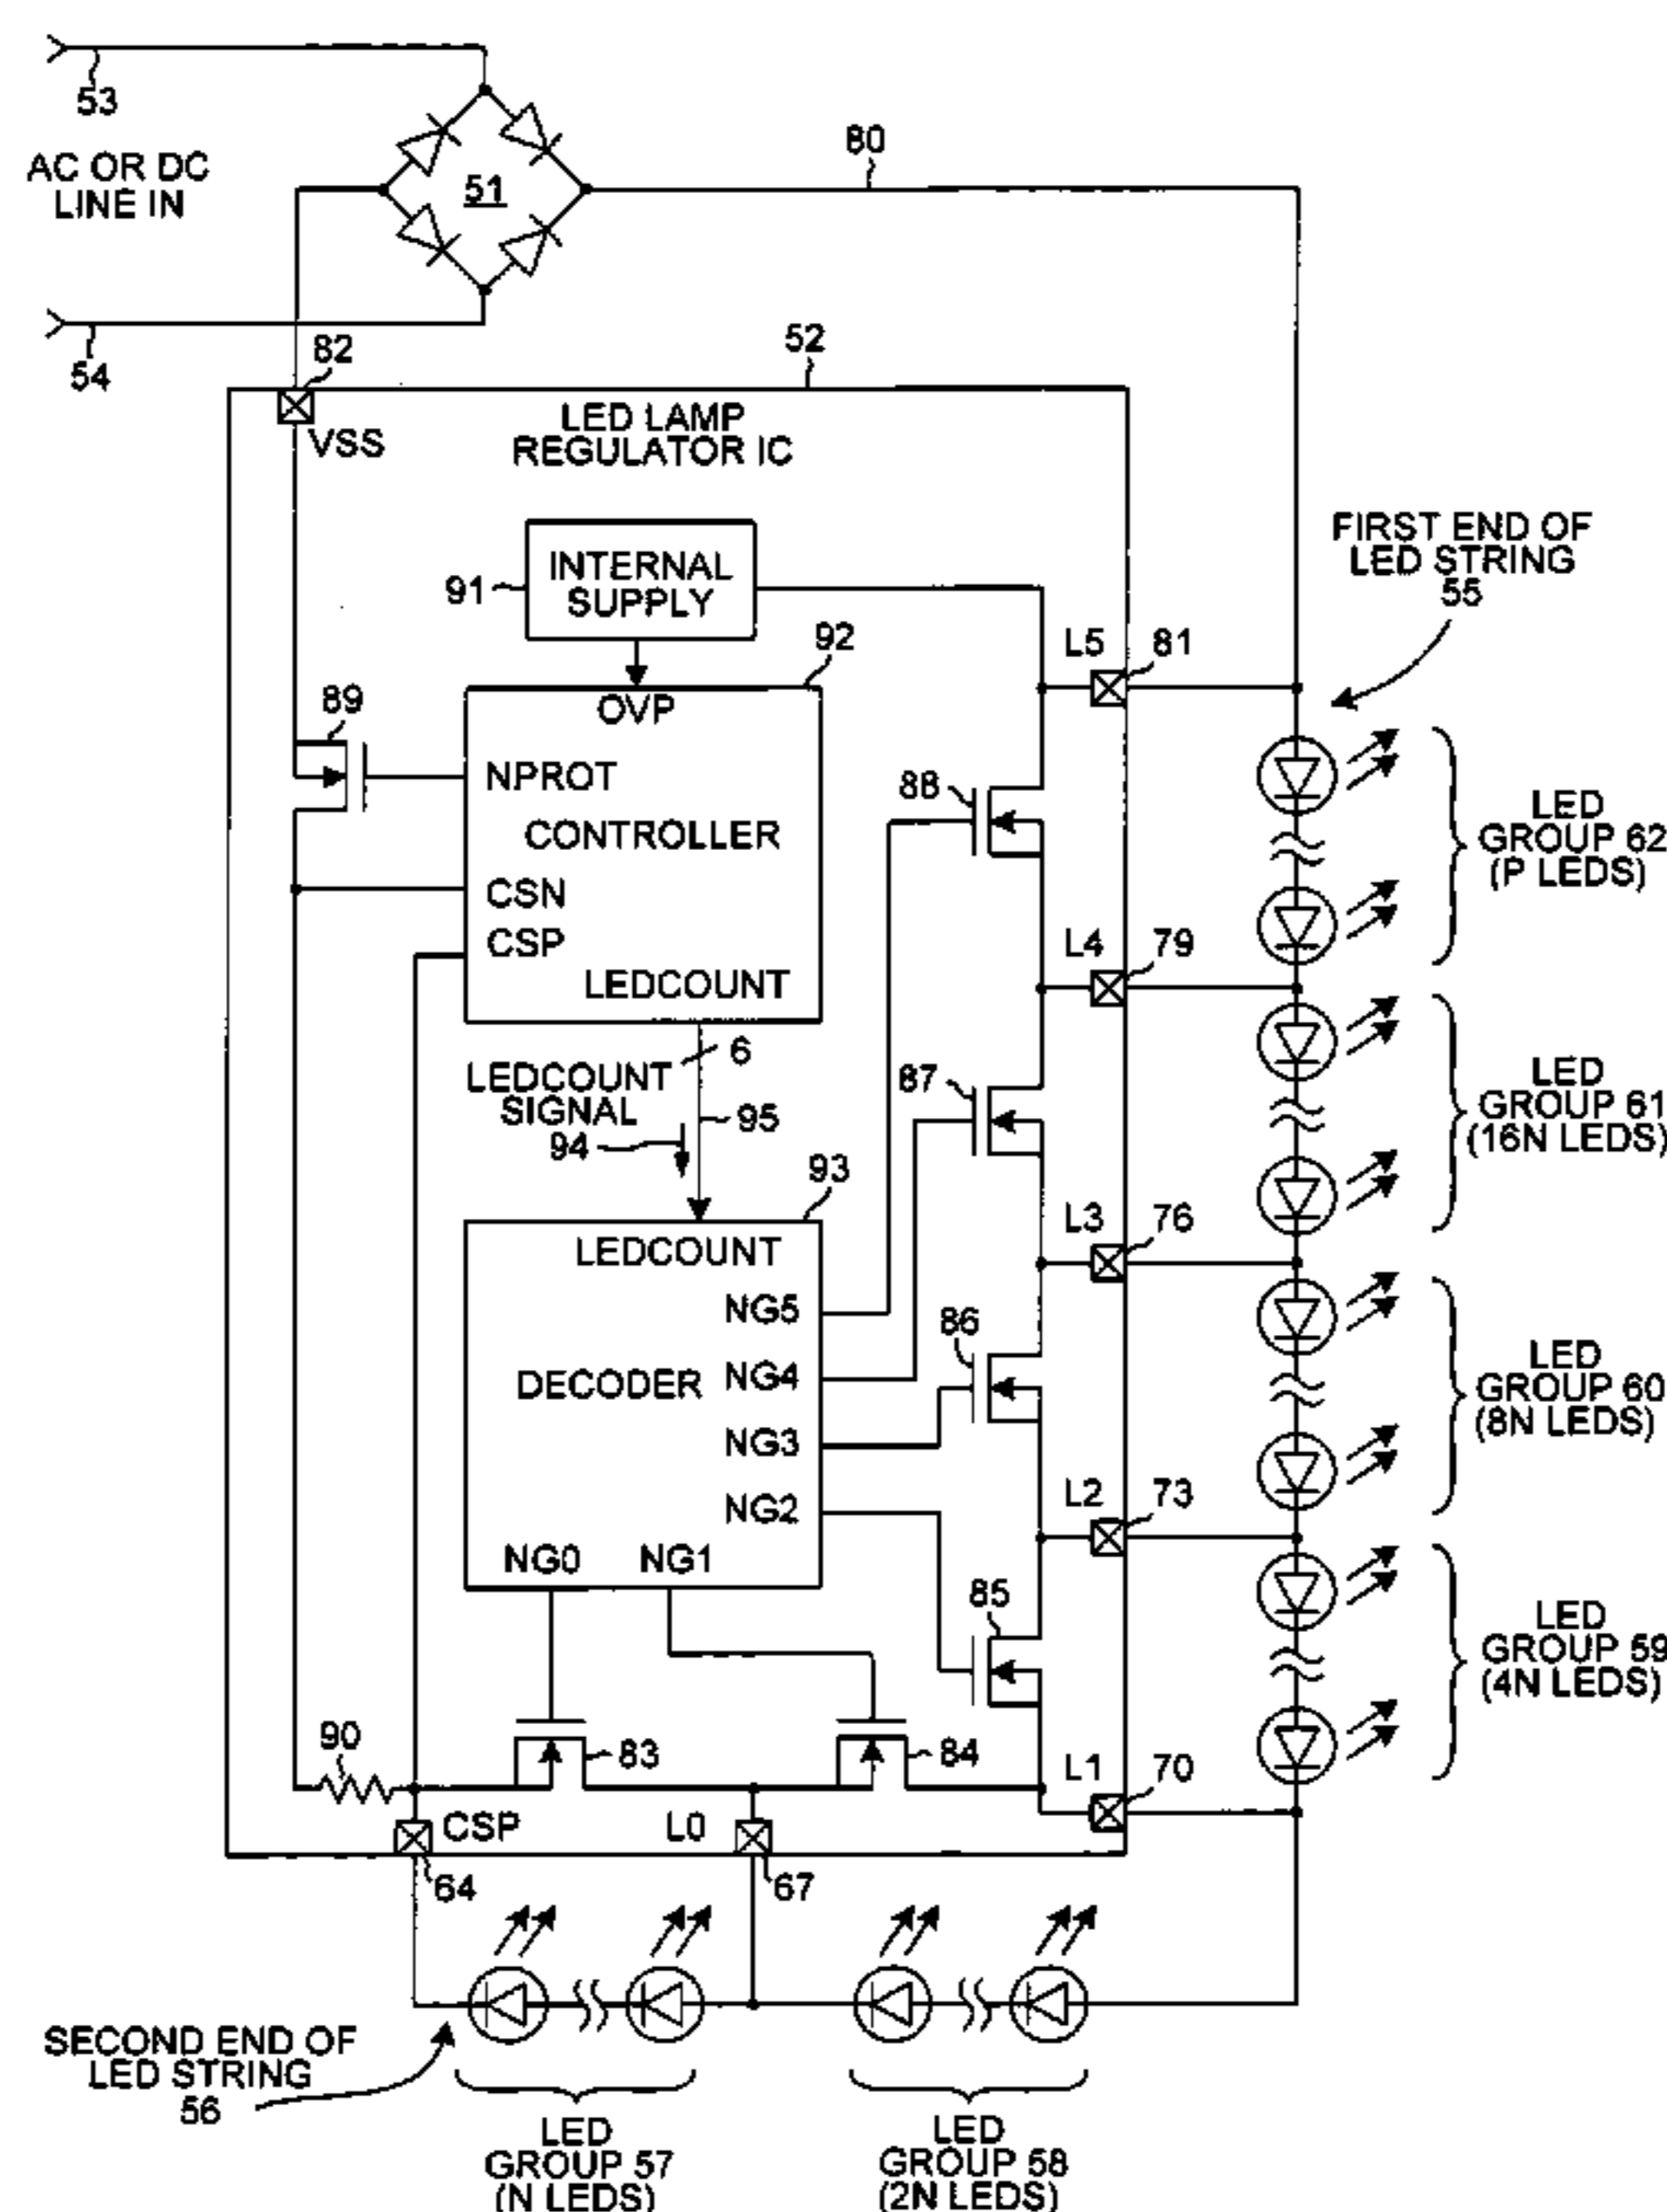 53
AC OR DC
LINE IN
51
80
54
82
VSS
52
LED LAMP
REGULATOR IC
FIRST END OF
LED STRING
55
91
INTERNAL
SUPPLY
92
L5
81
89
OVP
NPROT
CONTROLLER
CSN
CSP
LEDCOUNT
88
LED
GROUP 62
(P LEDS)
L4
79
6
LEDCOUNT
SIGNAL
94
95
87
LED
GROUP 61
(16N LEDS)
93
L3
76
LEDCOUNT
NG5
DECODER
NG4
NG3
NG2
NG0
NG1
86
LED
GROUP 60
(8N LEDS)
L2
73
85
LED
GROUP 59
(4N LEDS)
90
83
84
L1
70
CSP
L0
64
67
SECOND END OF
LED STRING
56
LED
GROUP 57
(N LEDS)
LED
GROUP 58
(2N LEDS)